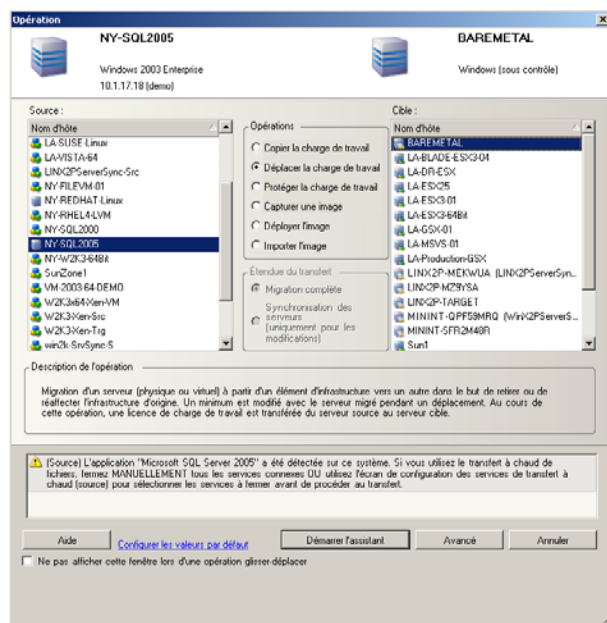 Opération
NY-SQL2005
BAREMETAL
Windows 2003 Enterprise
Windows (sous contrôle)
10.1.17.18 (demo)
Source :
Nom d'hôte
LA-SUSE-Linux
LA-VISTA-64
LINX2PServerSync-Src
NY-FILEVM-01
NY-REDHAT-Linux
NY-RHEL4-LVM
NY-SQL2000
NY-SQL2005
NY-W2K3-64Bit
SunZone1
VM-2003-64-DEMO
W2K3x64-Xen-VM
W2K3-Xen-Src
W2K3-Xen-Trg
win2k-SrvSync-S
Opérations
Copier la charge de travail
Déplacer la charge de travail
Protéger la charge de travail
Capturer une image
Déployer l'image
Importer l'image
Étendue du transfert
Migration complète
Synchronisation des
serveurs
(uniquement pour les
modifications)
Cible :
Nom d'hôte
BAREMETAL
LA-BLADE-ESX3-04
LA-DR-ESX
LA-ESX25
LA-ESX3-01
LA-ESX3-64Bit
LA-GSX-01
LA-MSVS-01
LA-Production-GSX
LINX2P-MEKWUA (LINX2PServerSyn...
LINX2P-MZ9YSA
LINX2P-TARGET
MININT-QPF59MRQ (WinX2PServerS...
MININT-SFR2M48R
Sun1
Description de l'opération
Migration d'un serveur (physique ou virtuel) à partir d'un élément d'infrastructure vers un autre dans le but de retirer ou de
réaffecter l'infrastructure d'origine. Un minimum est modifié avec le serveur migré pendant un déplacement. Au cours de
cette opération, une licence de charge de travail est transférée du serveur source au serveur cible.
(Source) L'application "Microsoft SQL Server 2005" a été détectée sur ce système. Si vous utilisez le transfert à chaud de
fichiers, fermez MANUELLEMENT tous les services connexes OU utilisez l'écran de configuration des services de transfert à
chaud (source) pour sélectionner les services à fermer avant de procéder au transfert.
Aide
Configurer les valeurs par défaut
Démarrer l'assistant
Avancé
Annuler
Ne pas afficher cette fenêtre lors d'une opération glisser-déplacer